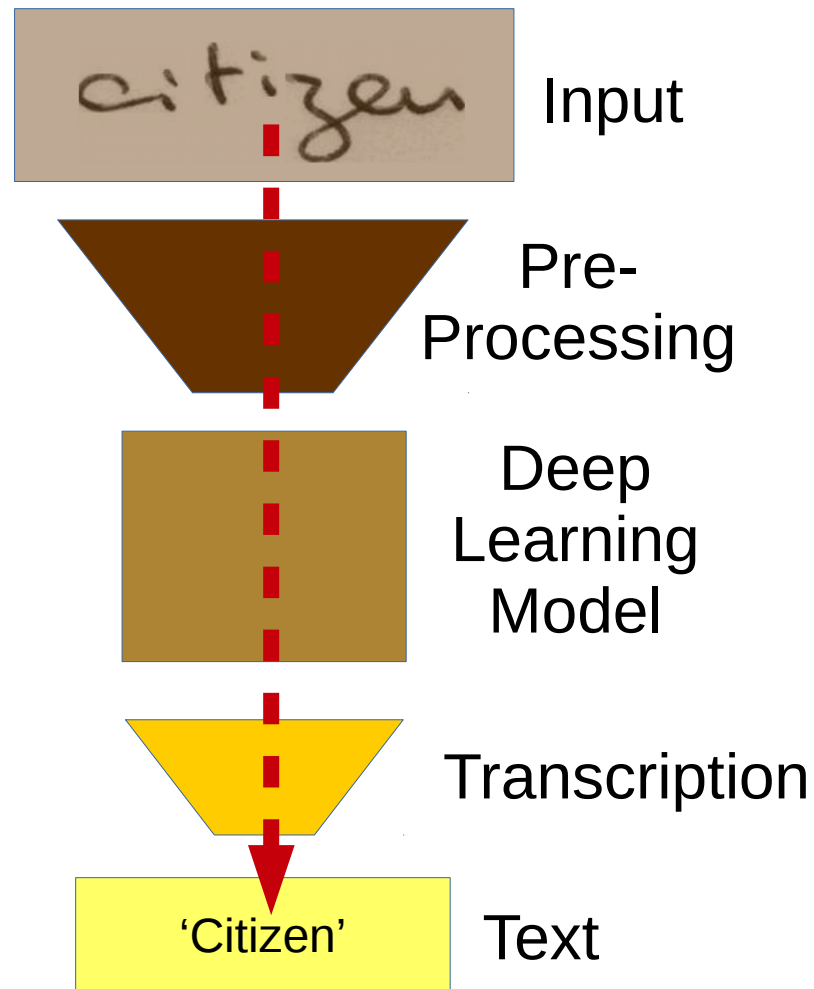 citizen
Input
Pre-
Processing
Deep
Learning
Model
Transcription
‘Citizen’
Text